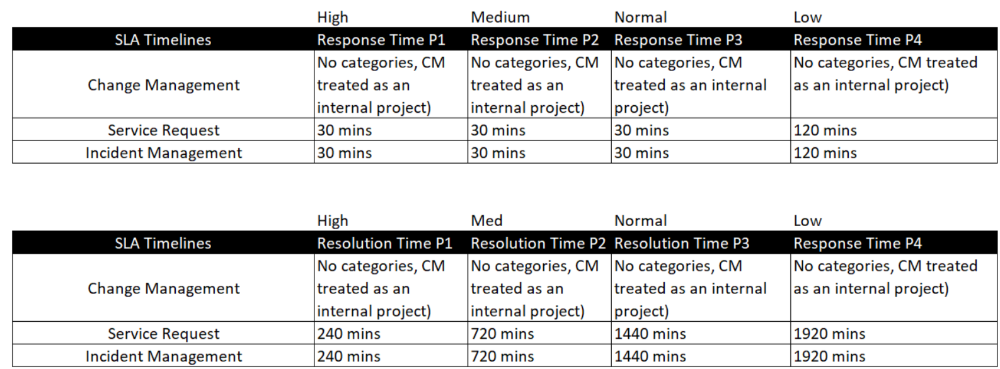 High Medium Normal Low
SLA Timelines Response Time P1 Response Time P2 Response Time P3 Response Time P4
No categories, CM No categories, CM No categories, CM No categories, CM treated
Change Management treated as an treated as an treated as an internal as an internal project)
internal project) internal project) project)
Service Request 30 mins 30 mins 30 mins 120 mins
Incident Management 30 mins 30 mins 30 mins 120 mins
High Med Normal Low
SLA Timelines Resolution Time P1 Resolution Time P2 Resolution Time P3 Response Time P4
No categories, CM No categories, CM No categories, CM No categories, CM treated
Change Management treated as an treated as an treated as an internal as an internal project)
internal project) internal project) project)
Service Request 240 mins 720 mins 1440 mins 1920 mins
Incident Management 240 mins 720 mins 1440 mins 1920 mins